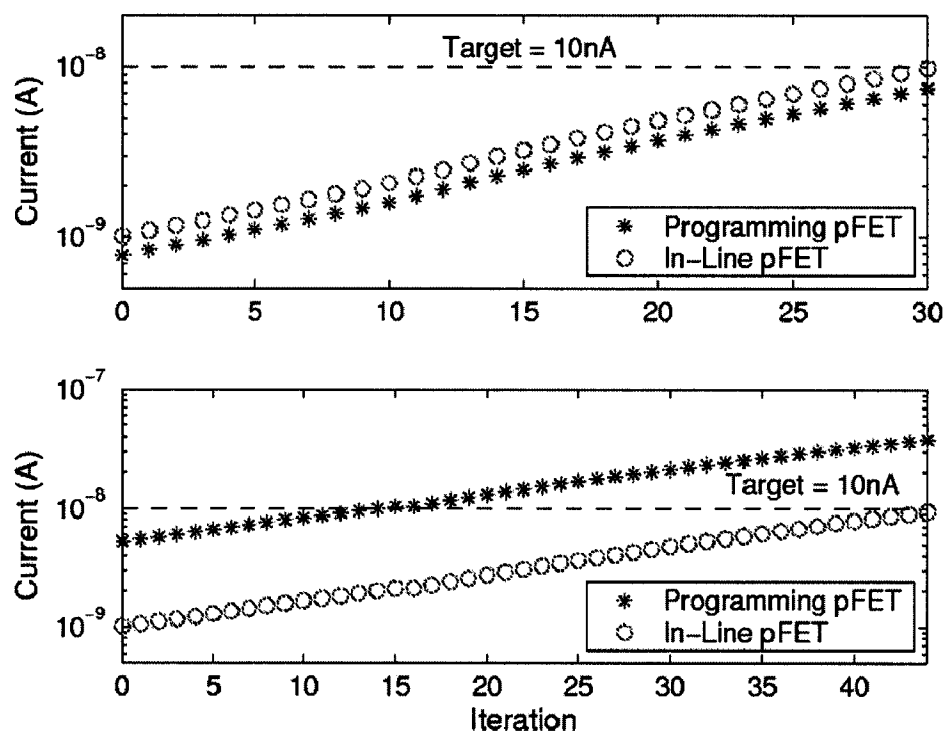 Target = 10nA
10^-8
Current (A)
10^-9
* Programming pFET
○ In-Line pFET
0 5 10 15 20 25 30
10^-7
Current (A)
10^-8
Target = 10nA
10^-9
* Programming pFET
○ In-Line pFET
0 5 10 15 20 25 30 35 40
Iteration